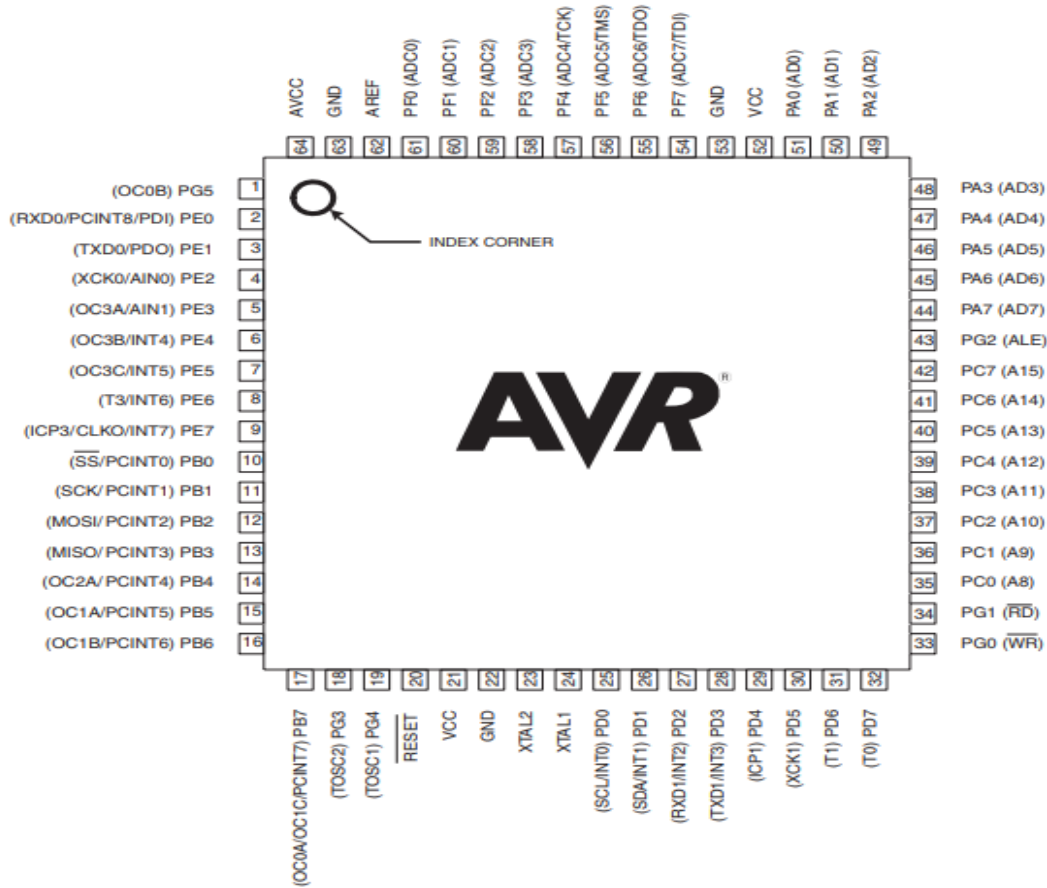 AVCC
GND
AREF
PF0 (ADC0)
PF1 (ADC1)
PF2 (ADC2)
PF3 (ADC3)
PF4 (ADC4/TCK)
PF5 (ADC5/TMS)
PF6 (ADC6/TDO)
PF7 (ADC7/TDI)
GND
VCC
PA0 (AD0)
PA1 (AD1)
PA2 (AD2)
64
63
62
61
60
59
58
57
56
55
54
53
52
51
50
49
(OC0B) PG5 1
(RXD0/PCINT8/PDI) PE0 2
(TXD0/PDO) PE1 3
(XCK0/AIN0) PE2 4
(OC3A/AIN1) PE3 5
(OC3B/INT4) PE4 6
(OC3C/INT5) PE5 7
(T3/INT6) PE6 8
(ICP3/CLKO/INT7) PE7 9
(SS/PCINT0) PB0 10
(SCK/ PCINT1) PB1 11
(MOSI/ PCINT2) PB2 12
(MISO/ PCINT3) PB3 13
(OC2A/ PCINT4) PB4 14
(OC1A/PCINT5) PB5 15
(OC1B/PCINT6) PB6 16
INDEX CORNER
AVR®
48 PA3 (AD3)
47 PA4 (AD4)
46 PA5 (AD5)
45 PA6 (AD6)
44 PA7 (AD7)
43 PG2 (ALE)
42 PC7 (A15)
41 PC6 (A14)
40 PC5 (A13)
39 PC4 (A12)
38 PC3 (A11)
37 PC2 (A10)
36 PC1 (A9)
35 PC0 (A8)
34 PG1 (RD)
33 PG0 (WR)
17
18
19
20
21
22
23
24
25
26
27
28
29
30
31
32
(OC0A/OC1C/PCINT7) PB7
(TOSC2) PG3
(TOSC1) PG4
RESET
VCC
GND
XTAL2
XTAL1
(SCL/INT0) PD0
(SDA/INT1) PD1
(RXD1/INT2) PD2
(TXD1/INT3) PD3
(ICP1) PD4
(XCK1) PD5
(T1) PD6
(T0) PD7